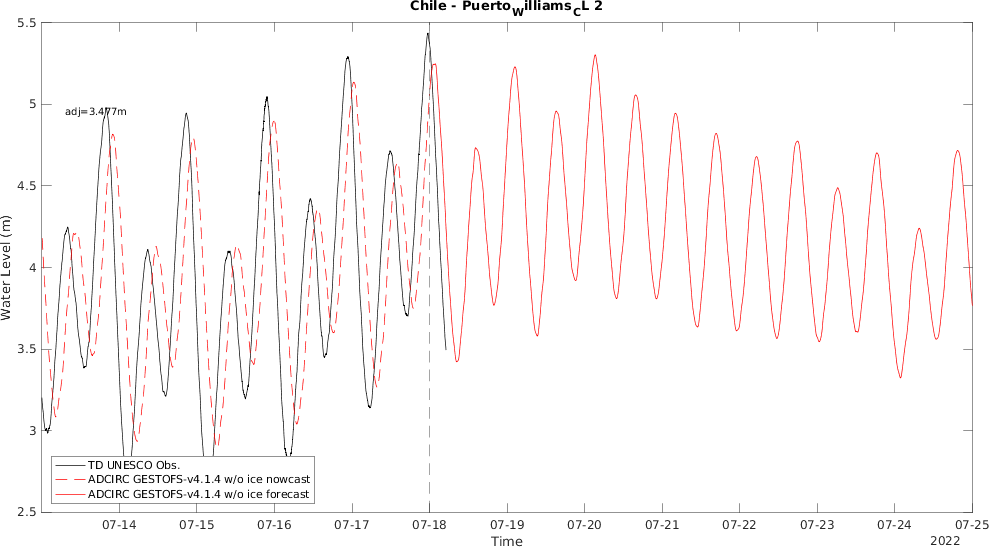 Chile - PuertoWilliamsCL 2
5.5
5
4.5
4
3.5
3
2.5
Water Level (m)
adj=3.477m
TD UNESCO Obs.
ADCIRC GESTOFS-v4.1.4 w/o ice nowcast
ADCIRC GESTOFS-v4.1.4 w/o ice forecast
07-14 07-15 07-16 07-17 07-18 07-19 07-20 07-21 07-22 07-23 07-24 07-25
Time
2022